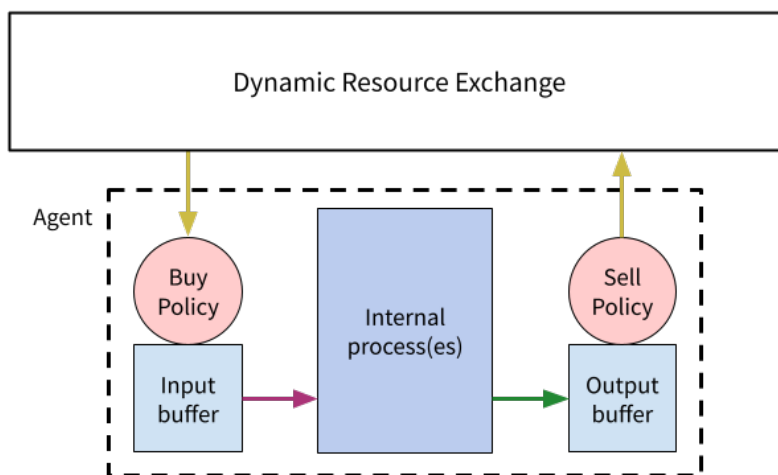 Dynamic Resource Exchange
Agent
Buy
Policy
Sell
Policy
Internal
process(es)
Input
buffer
Output
buffer